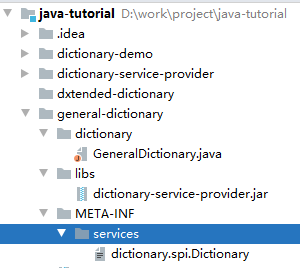 java-tutorial D:\work\project\java-tutorial
.idea
dictionary-demo
dictionary-service-provider
dxtended-dictionary
general-dictionary
dictionary
GeneralDictionary.java
libs
dictionary-service-provider.jar
META-INF
services
dictionary.spi.Dictionary